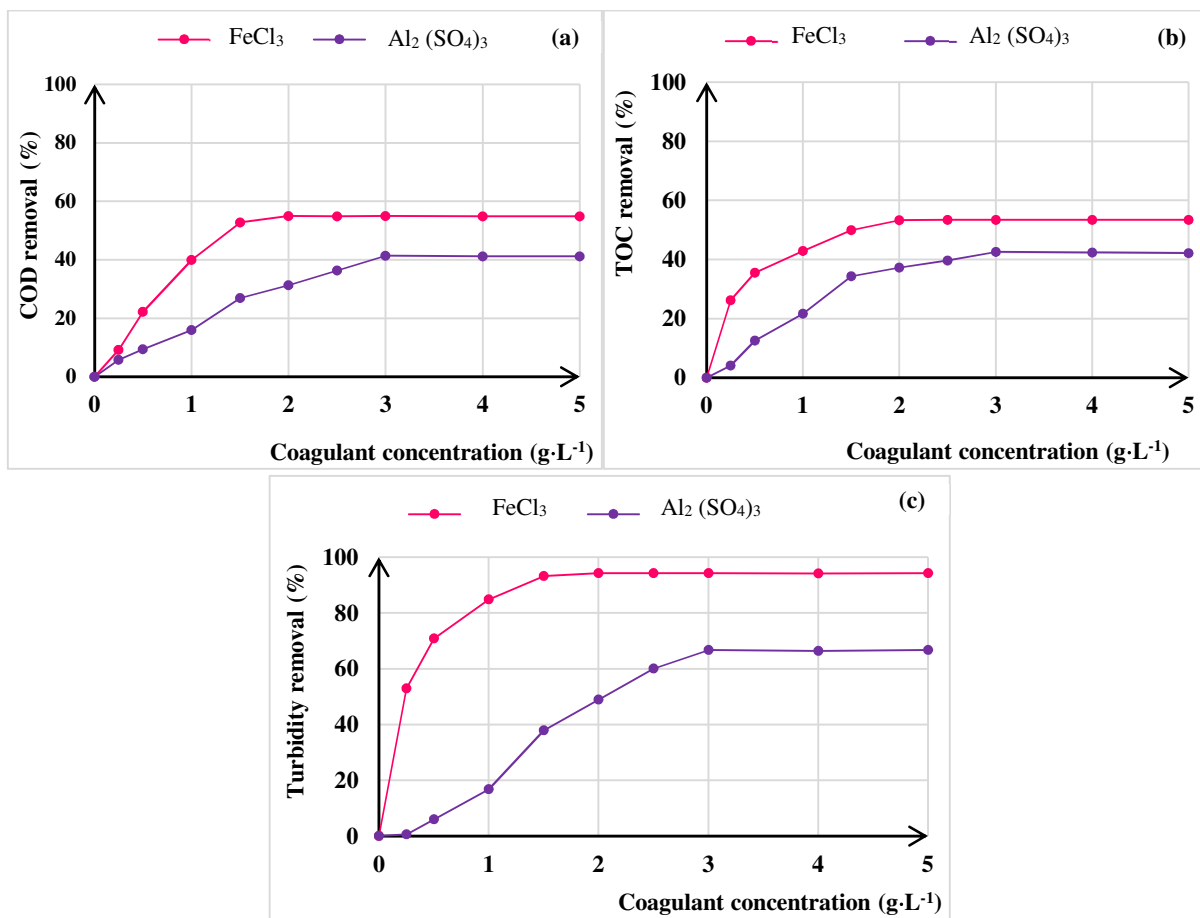 FeCl₃ Al₂ (SO₄)₃ (a)
COD removal (%)
100
80
60
40
20
0
0 1 2 3 4 5
Coagulant concentration (g·L⁻¹)
FeCl₃ Al₂ (SO₄)₃ (b)
TOC removal (%)
100
80
60
40
20
0
0 1 2 3 4 5
Coagulant concentration (g·L⁻¹)
FeCl₃ Al₂ (SO₄)₃ (c)
Turbidity removal (%)
100
80
60
40
20
0
0 1 2 3 4 5
Coagulant concentration (g·L⁻¹)